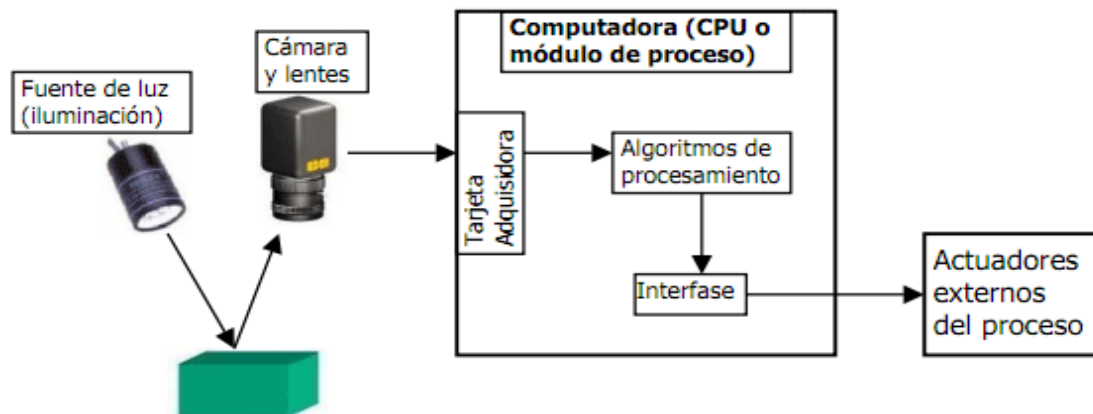 Fuente de luz
(iluminación)
Cámara
y lentes
Computadora (CPU o
módulo de proceso)
Tarjeta
Adquisidora
Algoritmos de
procesamiento
Interfase
Actuadores
externos
del proceso